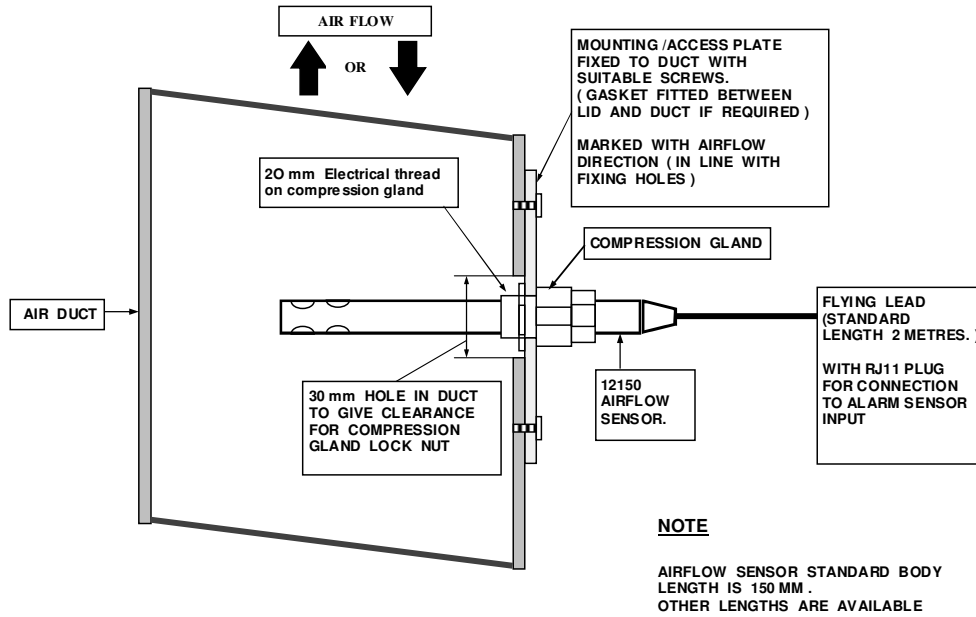 AIR FLOW
OR
MOUNTING /ACCESS PLATE
FIXED TO DUCT WITH
SUITABLE SCREWS.
( GASKET FITTED BETWEEN
LID AND DUCT IF REQUIRED )
MARKED WITH AIRFLOW
DIRECTION ( IN LINE WITH
FIXING HOLES )
2O mm Electrical thread
on compression gland
COMPRESSION GLAND
AIR DUCT
FLYING LEAD
(STANDARD
LENGTH 2 METRES. )
WITH RJ11 PLUG
FOR CONNECTION
TO ALARM SENSOR
INPUT
30 mm HOLE IN DUCT
TO GIVE CLEARANCE
FOR COMPRESSION
GLAND LOCK NUT
12150
AIRFLOW
SENSOR.
NOTE
AIRFLOW SENSOR STANDARD BODY
LENGTH IS 150 MM .
OTHER LENGTHS ARE AVAILABLE